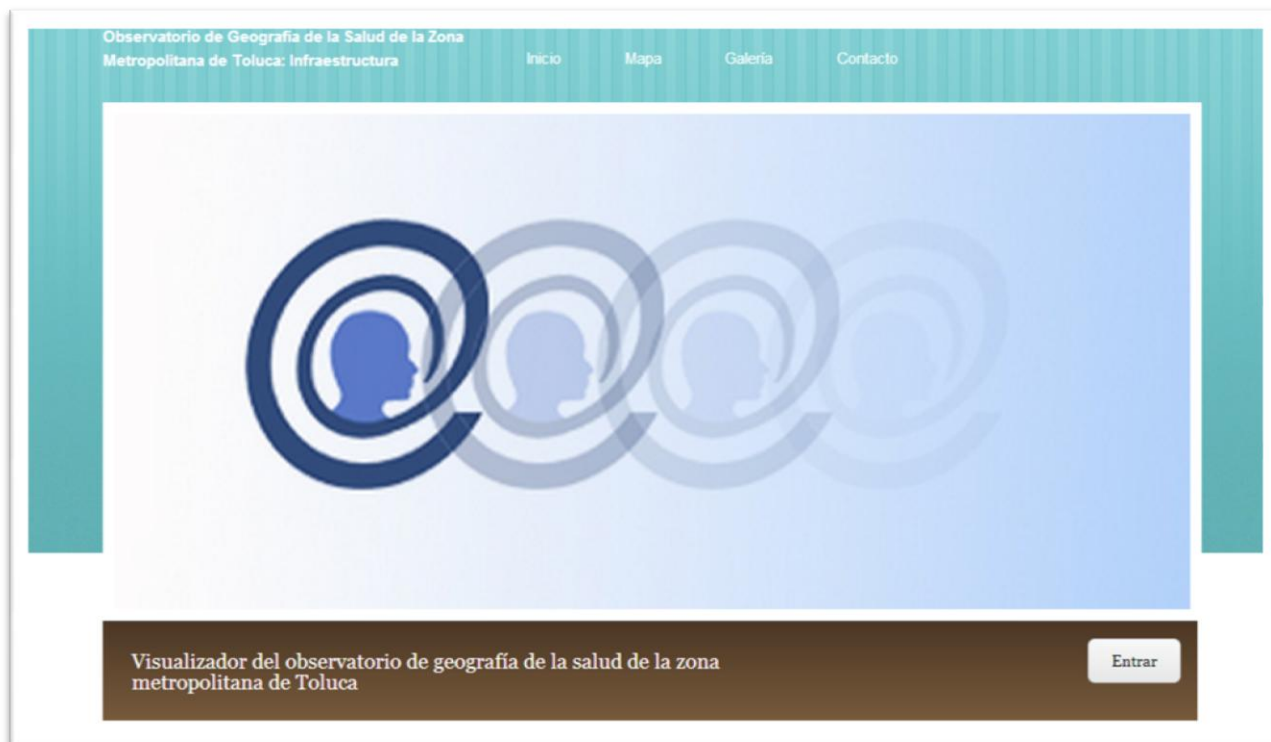 Observatorio de Geografía de la Salud de la Zona
Metropolitana de Toluca: Infraestructura
Inicio Mapa Galería Contacto
Visualizador del observatorio de geografía de la salud de la zona
metropolitana de Toluca
Entrar